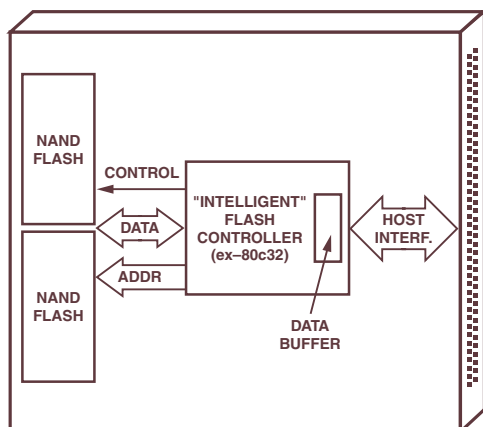 NAND
FLASH
CONTROL
DATA
ADDR
NAND
FLASH
"INTELLIGENT"
FLASH
CONTROLLER
(ex–80c32)
DATA
BUFFER
HOST
INTERF.